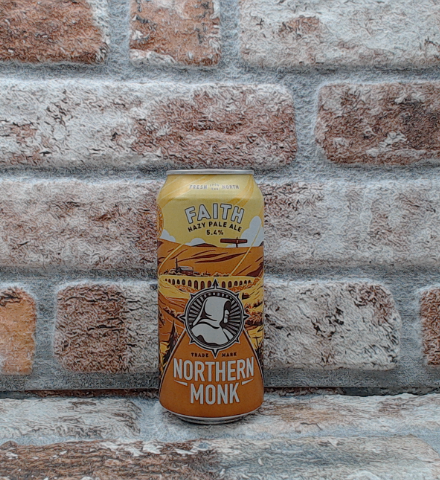 FAITH
HAZY PALE ALE
5.4%
TRADE MARK
NORTHERN
MONK